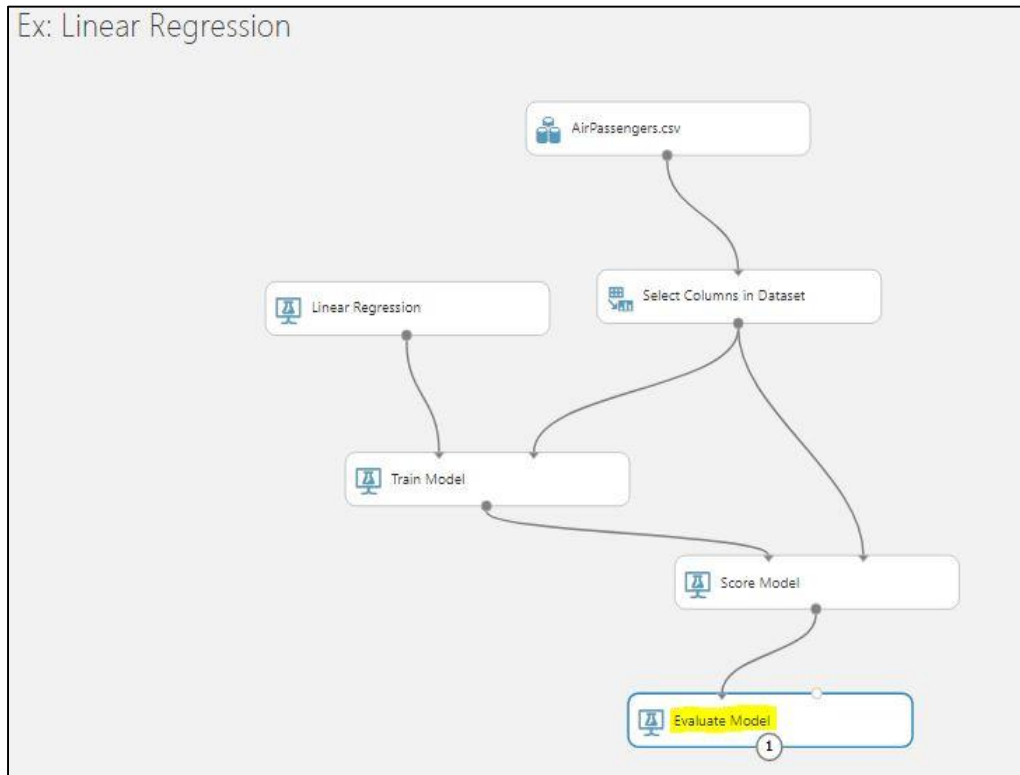 Ex: Linear Regression
AirPassengers.csv
Select Columns in Dataset
Linear Regression
Train Model
Score Model
Evaluate Model
1